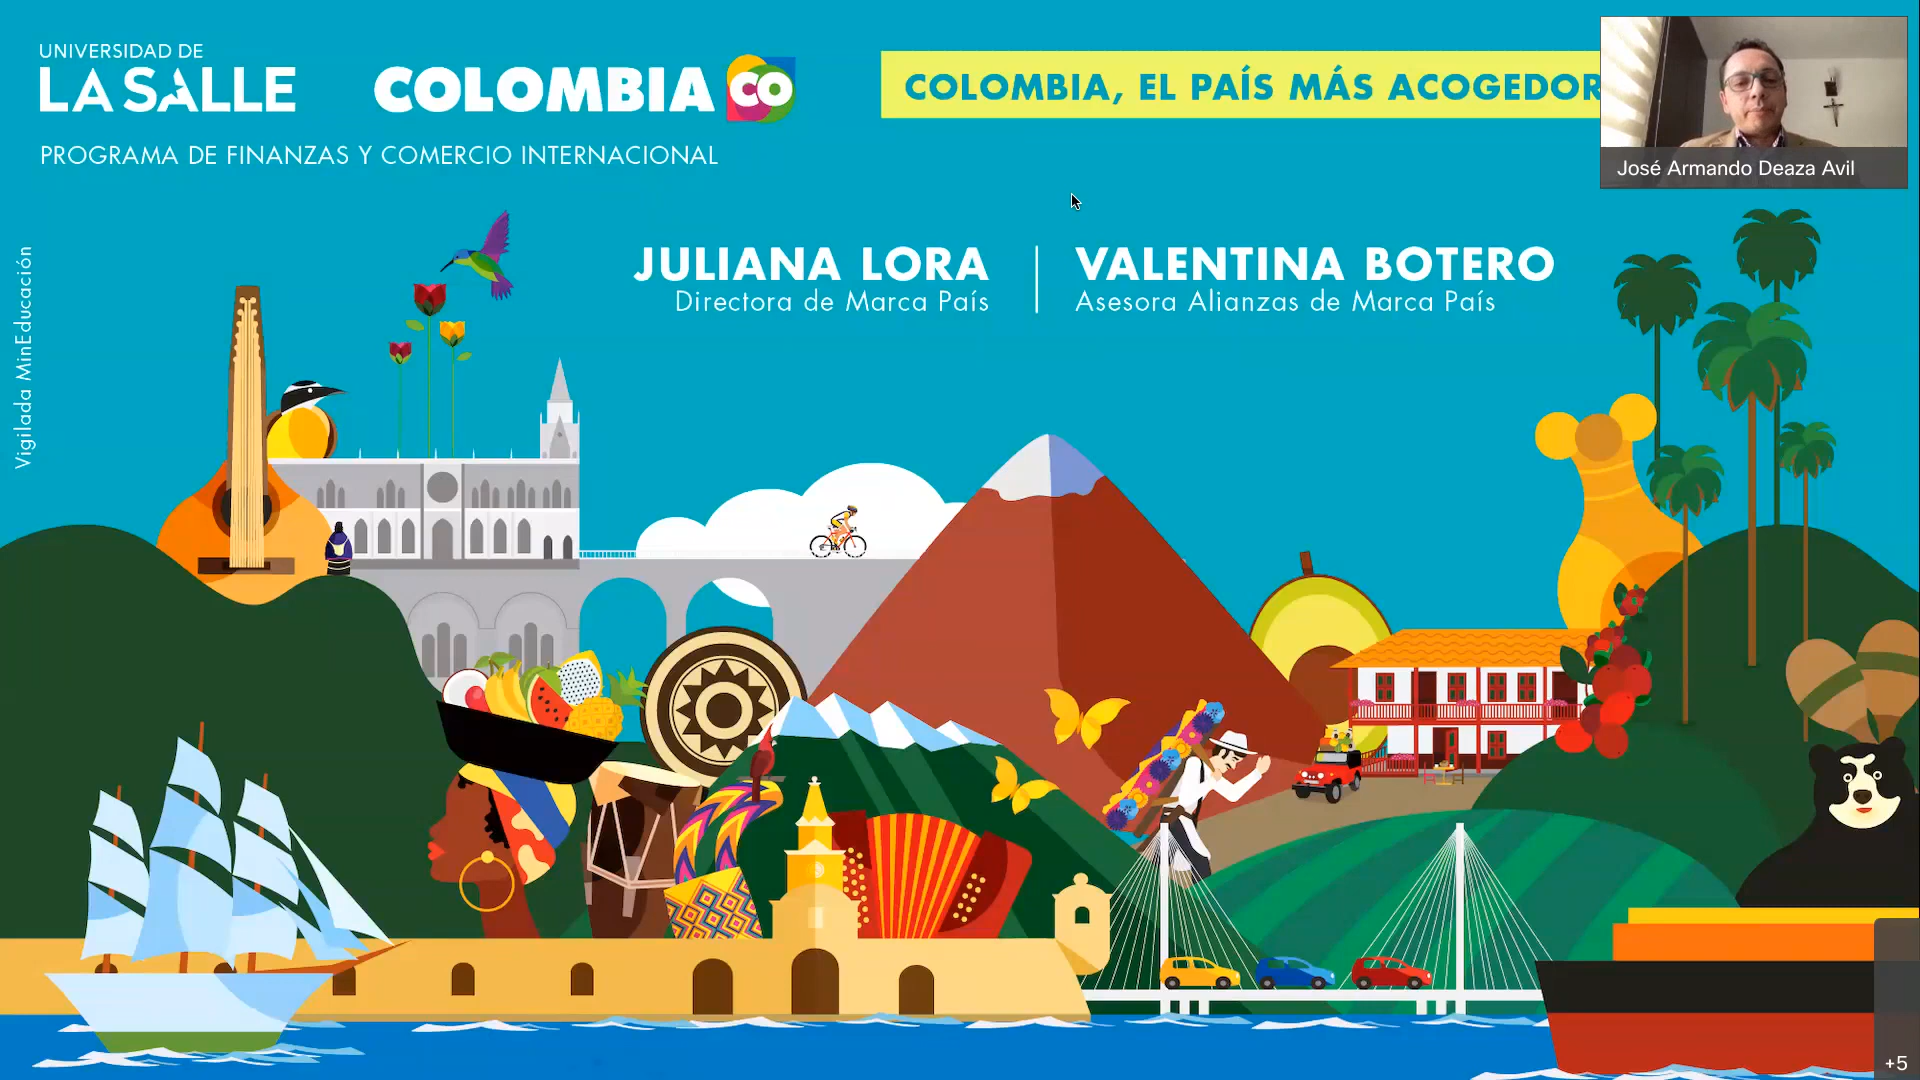 UNIVERSIDAD DE
LA SALLE
COLOMBIA CO
COLOMBIA, EL PAÍS MÁS ACOGEDOR
PROGRAMA DE FINANZAS Y COMERCIO INTERNACIONAL
José Armando Deaza Avil
JULIANA LORA
Directora de Marca País
VALENTINA BOTERO
Asesora Alianzas de Marca País
Vigilada MinEducación
+5